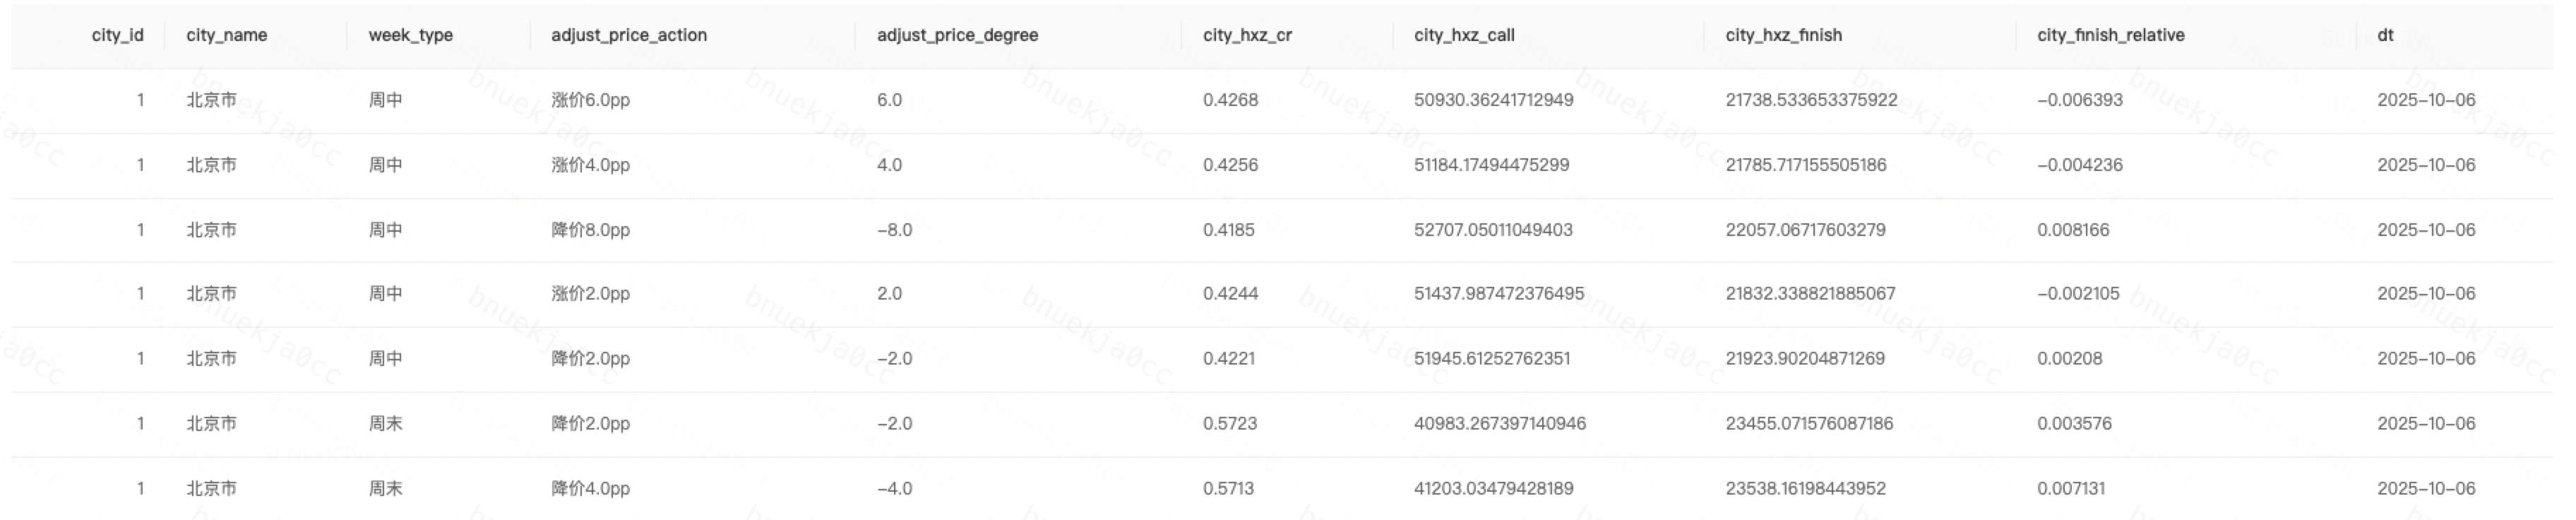 city_id city_name week_type adjust_price_action adjust_price_degree city_hxz_cr city_hxz_call city_hxz_finish city_finish_relative dt
1 北京市 周中 涨价6.0pp 6.0 0.4268 50930.36241712949 21738.533653375922 -0.006393 2025-10-06
1 北京市 周中 涨价4.0pp 4.0 0.4256 51184.17494475299 21785.717155505186 -0.004236 2025-10-06
1 北京市 周中 降价8.0pp -8.0 0.4185 52707.05011049403 22057.06717603279 0.008166 2025-10-06
1 北京市 周中 涨价2.0pp 2.0 0.4244 51437.987472376495 21832.338821885067 -0.002105 2025-10-06
1 北京市 周中 降价2.0pp -2.0 0.4221 51945.61252762351 21923.90204871269 0.00208 2025-10-06
1 北京市 周末 降价2.0pp -2.0 0.5723 40983.267397140946 23455.071576087186 0.003576 2025-10-06
1 北京市 周末 降价4.0pp -4.0 0.5713 41203.03479428189 23538.16198443952 0.007131 2025-10-06
bnuekja0cc